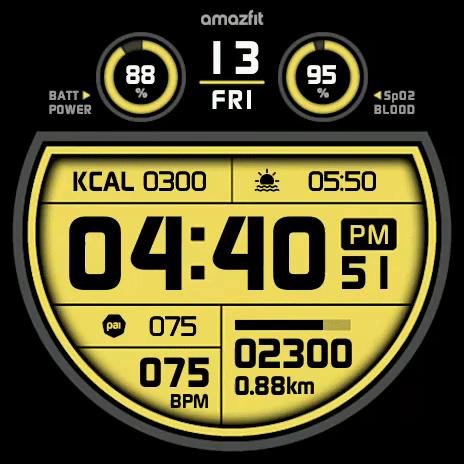 amazfit
13
FRI
88
%
BATT
POWER
95
%
SpO2
BLOOD
KCAL 0300
05:50
04:40
PM
51
pai
075
075
BPM
02300
0.88km